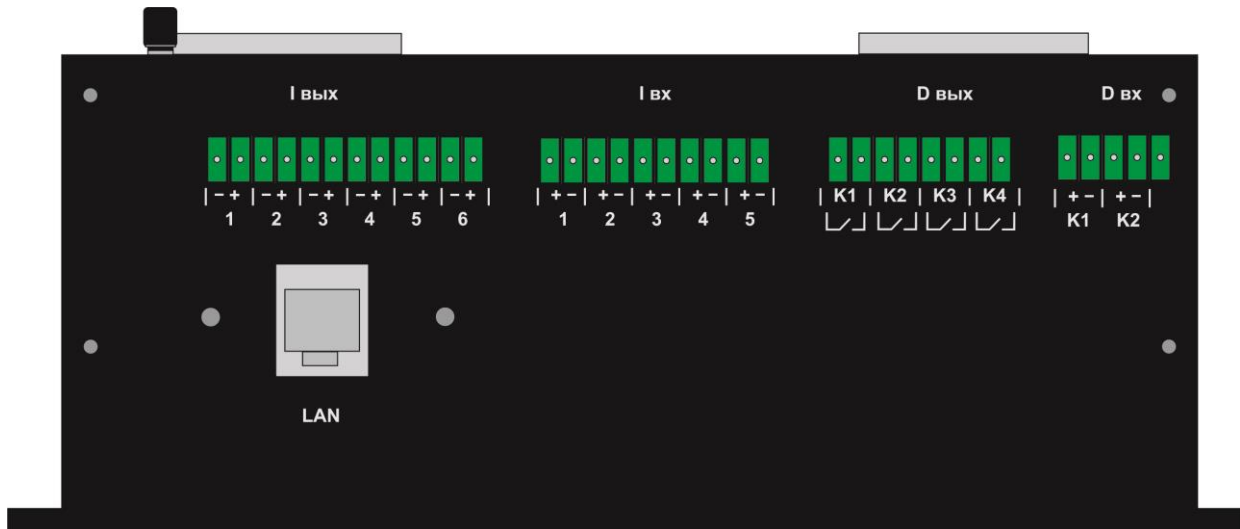 I вых I вх D вых D вх
| − + | − + | − + | − + | − + | − + | | + − | + − | + − | + − | + − | | K1 | K2 | K3 | K4 | | + − | + − |
1 2 3 4 5 6 1 2 3 4 5 K1 K2
LAN